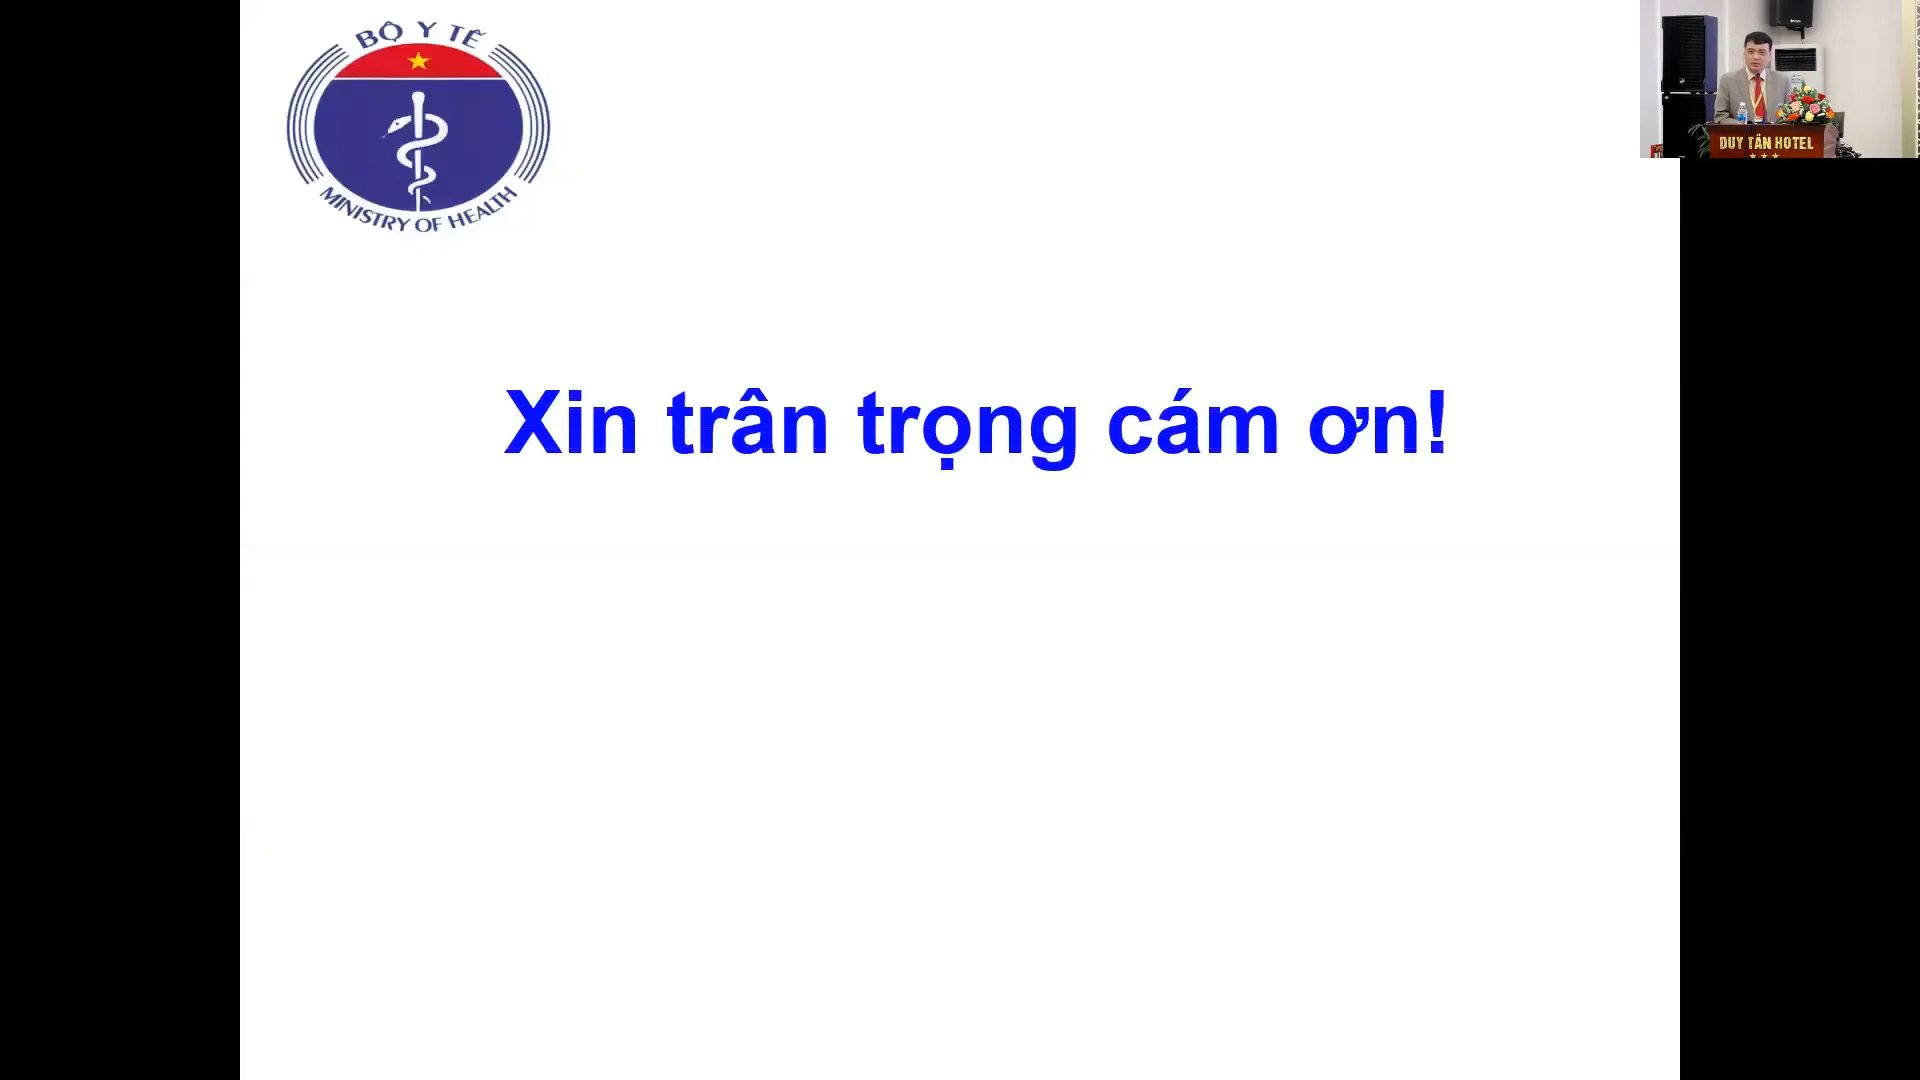 BỘ Y TẾ
MINISTRY OF HEALTH
DUY TÂN HOTEL
Xin trân trọng cám ơn!